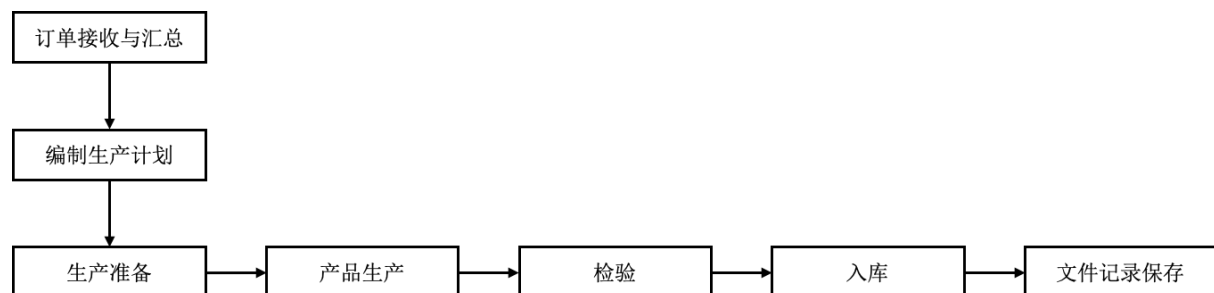 订单接收与汇总
编制生产计划
生产准备
产品生产
检验
入库
文件记录保存